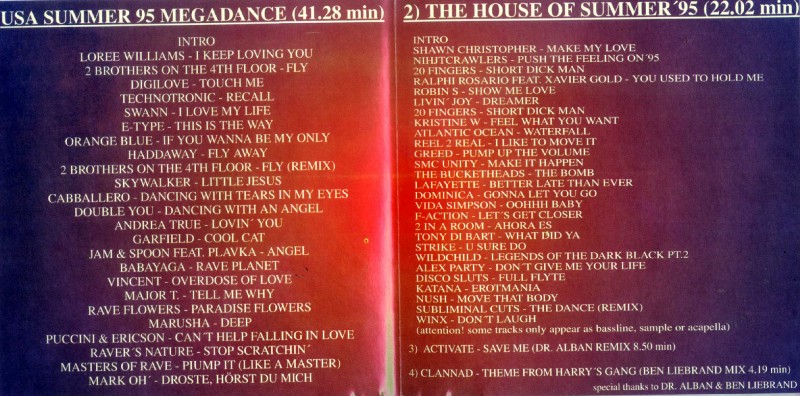 USA SUMMER 95 MEGADANCE (41.28 min)
INTRO
LOREE WILLIAMS - I KEEP LOVING YOU
2 BROTHERS ON THE 4TH FLOOR - FLY
DIGILOVE - TOUCH ME
TECHNOTRONIC - RECALL
SWANN - I LOVE MY LIFE
E-TYPE - THIS IS THE WAY
ORANGE BLUE - IF YOU WANNA BE MY ONLY
HADDAWAY - FLY AWAY
2 BROTHERS ON THE 4TH FLOOR - FLY (REMIX)
SKYWALKER - LITTLE JESUS
CABBALLERO - DANCING WITH TEARS IN MY EYES
DOUBLE YOU - DANCING WITH AN ANGEL
ANDREA TRUE - LOVIN´ YOU
GARFIELD - COOL CAT
JAM & SPOON FEAT. PLAVKA - ANGEL
BABAYAGA - RAVE PLANET
VINCENT - OVERDOSE OF LOVE
MAJOR T. - TELL ME WHY
RAVE FLOWERS - PARADISE FLOWERS
MARUSHA - DEEP
PUCCINI & ERICSON - CAN´T HELP FALLING IN LOVE
RAVER´S NATURE - STOP SCRATCHIN´
MASTERS OF RAVE - PIUMP IT (LIKE A MASTER)
MARK OH´ - DROSTE, HÖRST DU MICH
2) THE HOUSE OF SUMMER´95 (22.02 min)
INTRO
SHAWN CHRISTOPHER - MAKE MY LOVE
NIHJTCRAWLERS - PUSH THE FEELING ON´95
20 FINGERS - SHORT DICK MAN
RALPHI ROSARIO FEAT. XAVIER GOLD - YOU USED TO HOLD ME
ROBIN S - SHOW ME LOVE
LIVIN´ JOY - DREAMER
20 FINGERS - SHORT DICK MAN
KRISTINE W - FEEL WHAT YOU WANT
ATLANTIC OCEAN - WATERFALL
REEL 2 REAL - I LIKE TO MOVE IT
GREED - PUMP UP THE VOLUME
SMC UNITY - MAKE IT HAPPEN
THE BUCKETHEADS - THE BOMB
LAFAYETTE - BETTER LATE THAN EVER
DOMINICA - GONNA LET YOU GO
VIDA SIMPSON - OOHHH BABY
F-ACTION - LET´S GET CLOSER
2 IN A ROOM - AHORA ES
TONY DI BART - WHAT DID YA
STRIKE - U SURE DO
WILDCHILD - LEGENDS OF THE DARK BLACK PT.2
ALEX PARTY - DON´T GIVE ME YOUR LIFE
DISCO SLUTS - FULL FLYTE
KATANA - EROTMANIA
NUSH - MOVE THAT BODY
SUBLIMINAL CUTS - THE DANCE (REMIX)
WINX - DON´T LAUGH
(attention! some tracks only appear as bassline, sample or acapella)
3) ACTIVATE - SAVE ME (DR. ALBAN REMIX 8.50 min)
4) CLANNAD - THEME FROM HARRY´S GANG (BEN LIEBRAND MIX 4.19 min)
special thanks to DR. ALBAN & BEN LIEBRAND